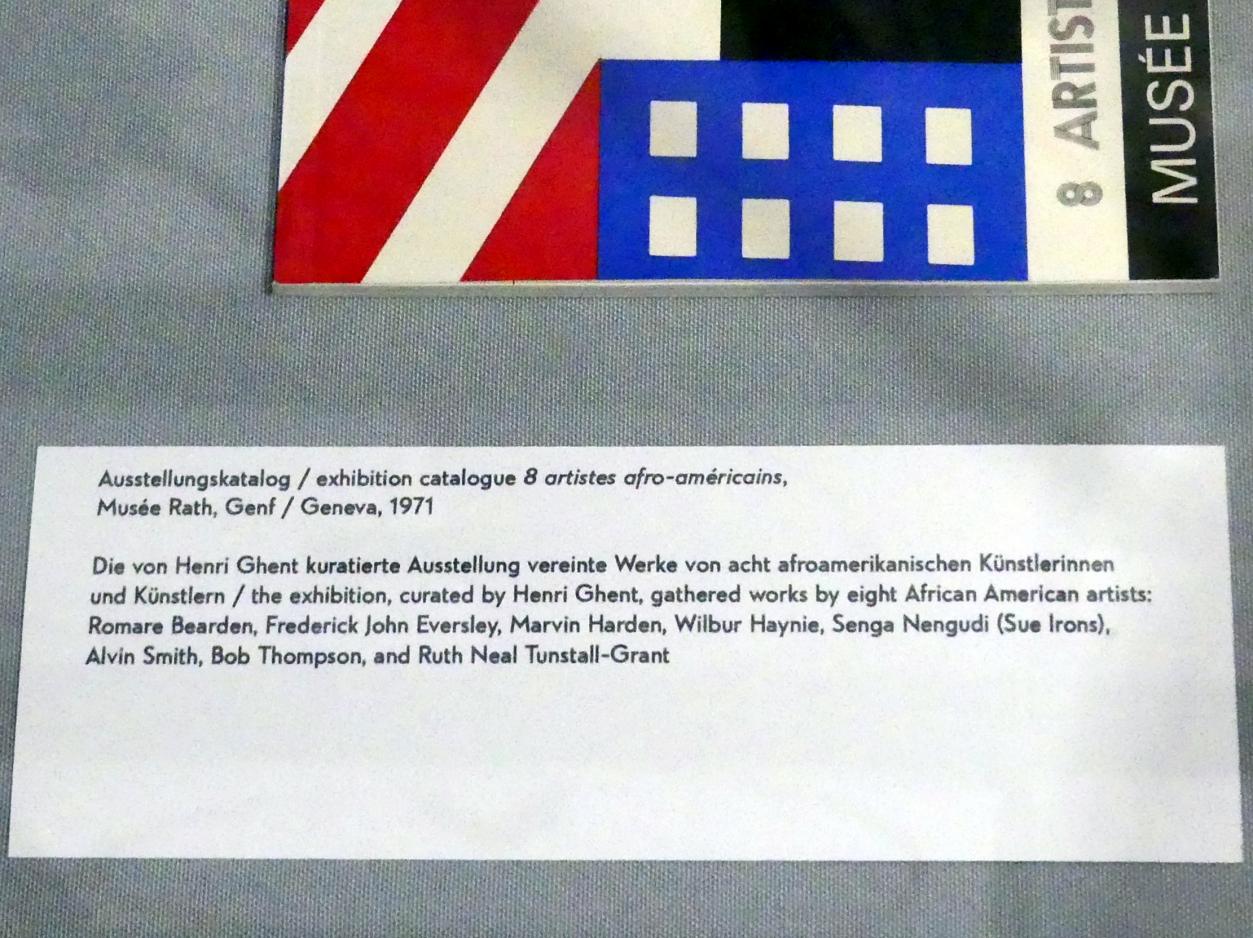 8 ARTIST
MUSÉE
Ausstellungskatalog / exhibition catalogue 8 artistes afro-américains,
Musée Rath, Genf / Geneva, 1971
Die von Henri Ghent kuratierte Ausstellung vereinte Werke von acht afroamerikanischen Künstlerinnen
und Künstlern / the exhibition, curated by Henri Ghent, gathered works by eight African American artists:
Romare Bearden, Frederick John Eversley, Marvin Harden, Wilbur Haynie, Senga Nengudi (Sue Irons),
Alvin Smith, Bob Thompson, and Ruth Neal Tunstall-Grant